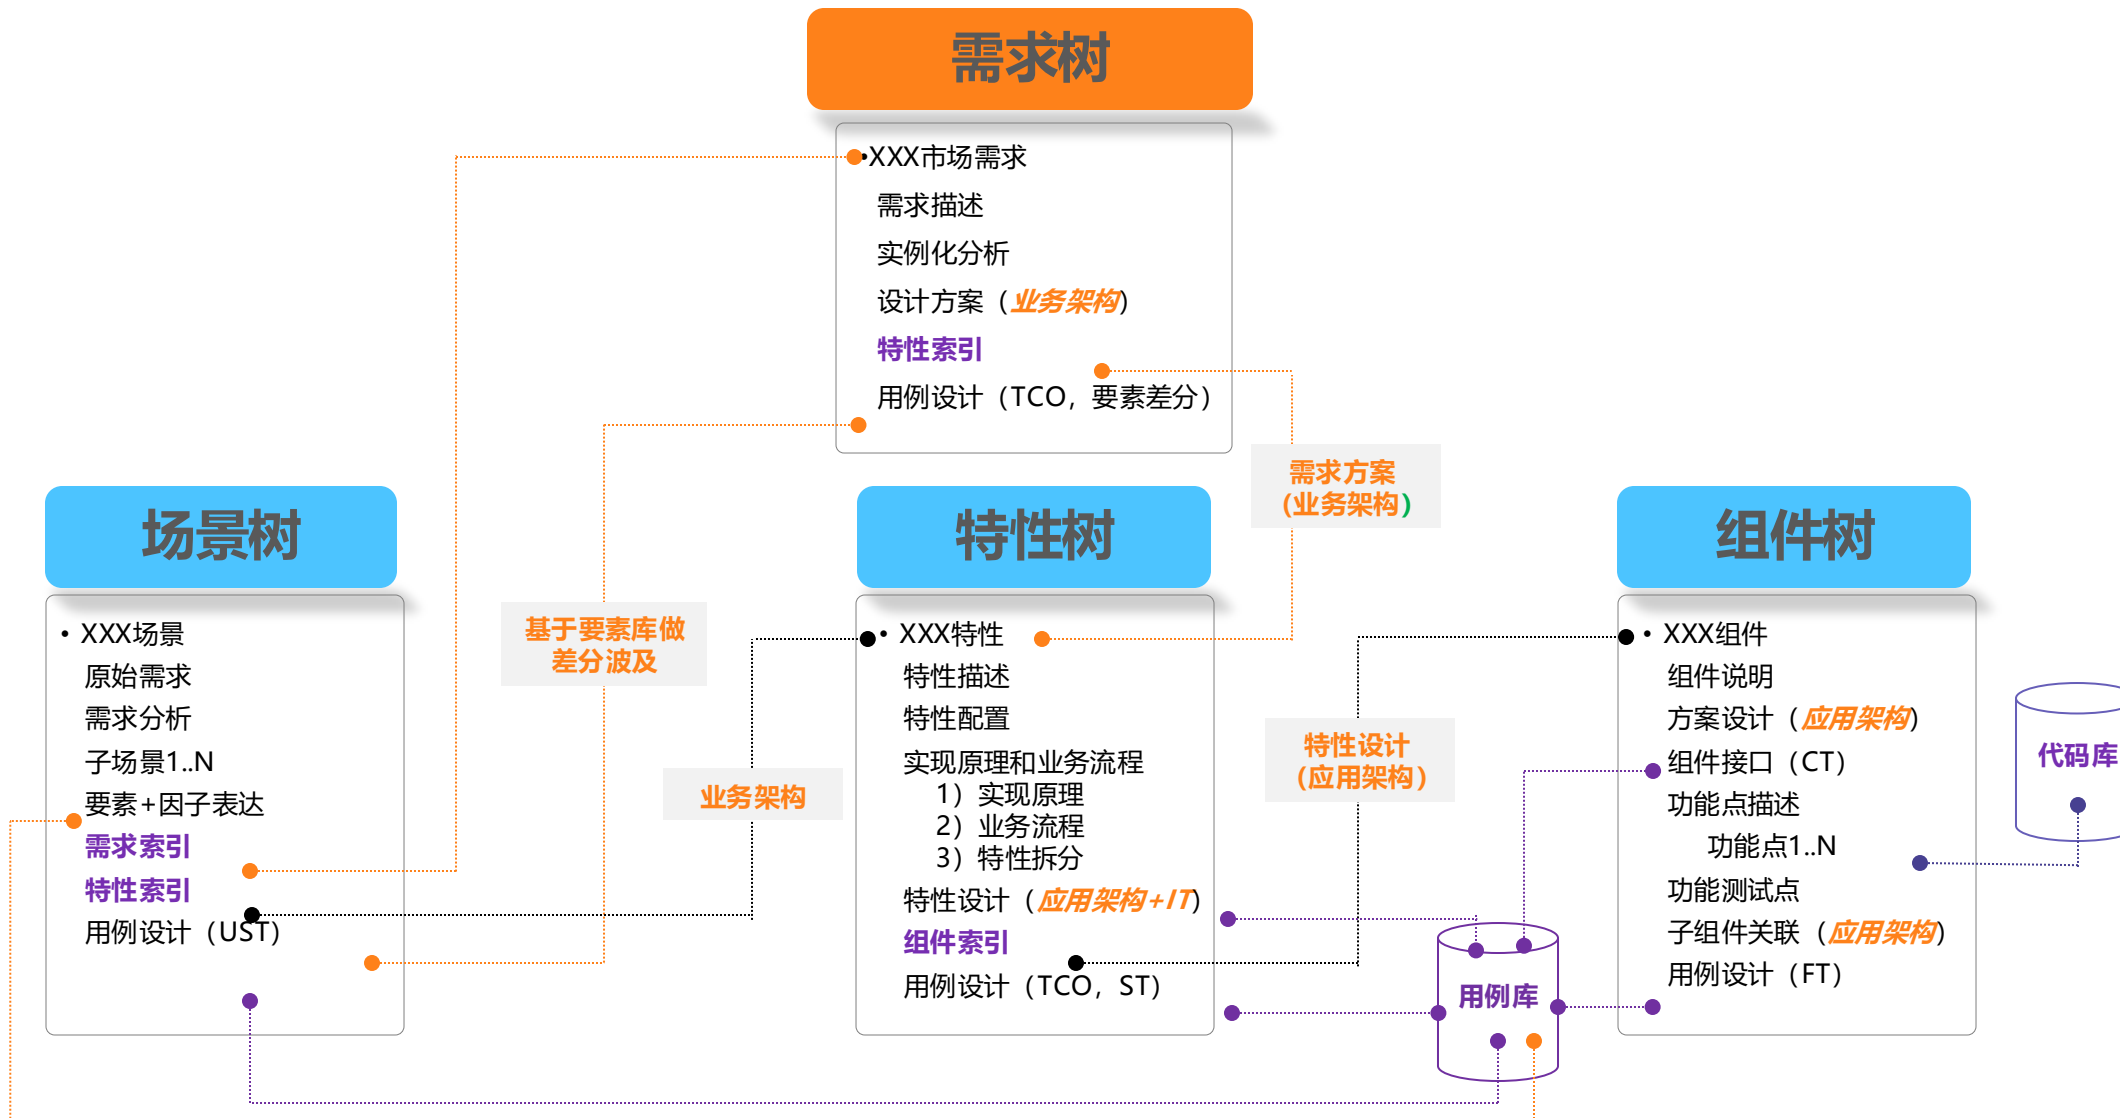 需求树
•XXX市场需求
需求描述
实例化分析
设计方案（业务架构）
特性索引
用例设计（TCO，要素差分）
需求方案
（业务架构）
场景树
• XXX场景
原始需求
需求分析
子场景1..N
要素+因子表达
需求索引
特性索引
用例设计（UST）
基于要素库做
差分波及
业务架构
特性树
• XXX特性
特性描述
特性配置
实现原理和业务流程
1）实现原理
2）业务流程
3）特性拆分
特性设计（应用架构+IT）
组件索引
用例设计（TCO，ST）
特性设计
（应用架构）
用例库
组件树
• XXX组件
组件说明
方案设计（应用架构）
组件接口（CT）
功能点描述
功能点1..N
功能测试点
子组件关联（应用架构）
用例设计（FT）
代码库